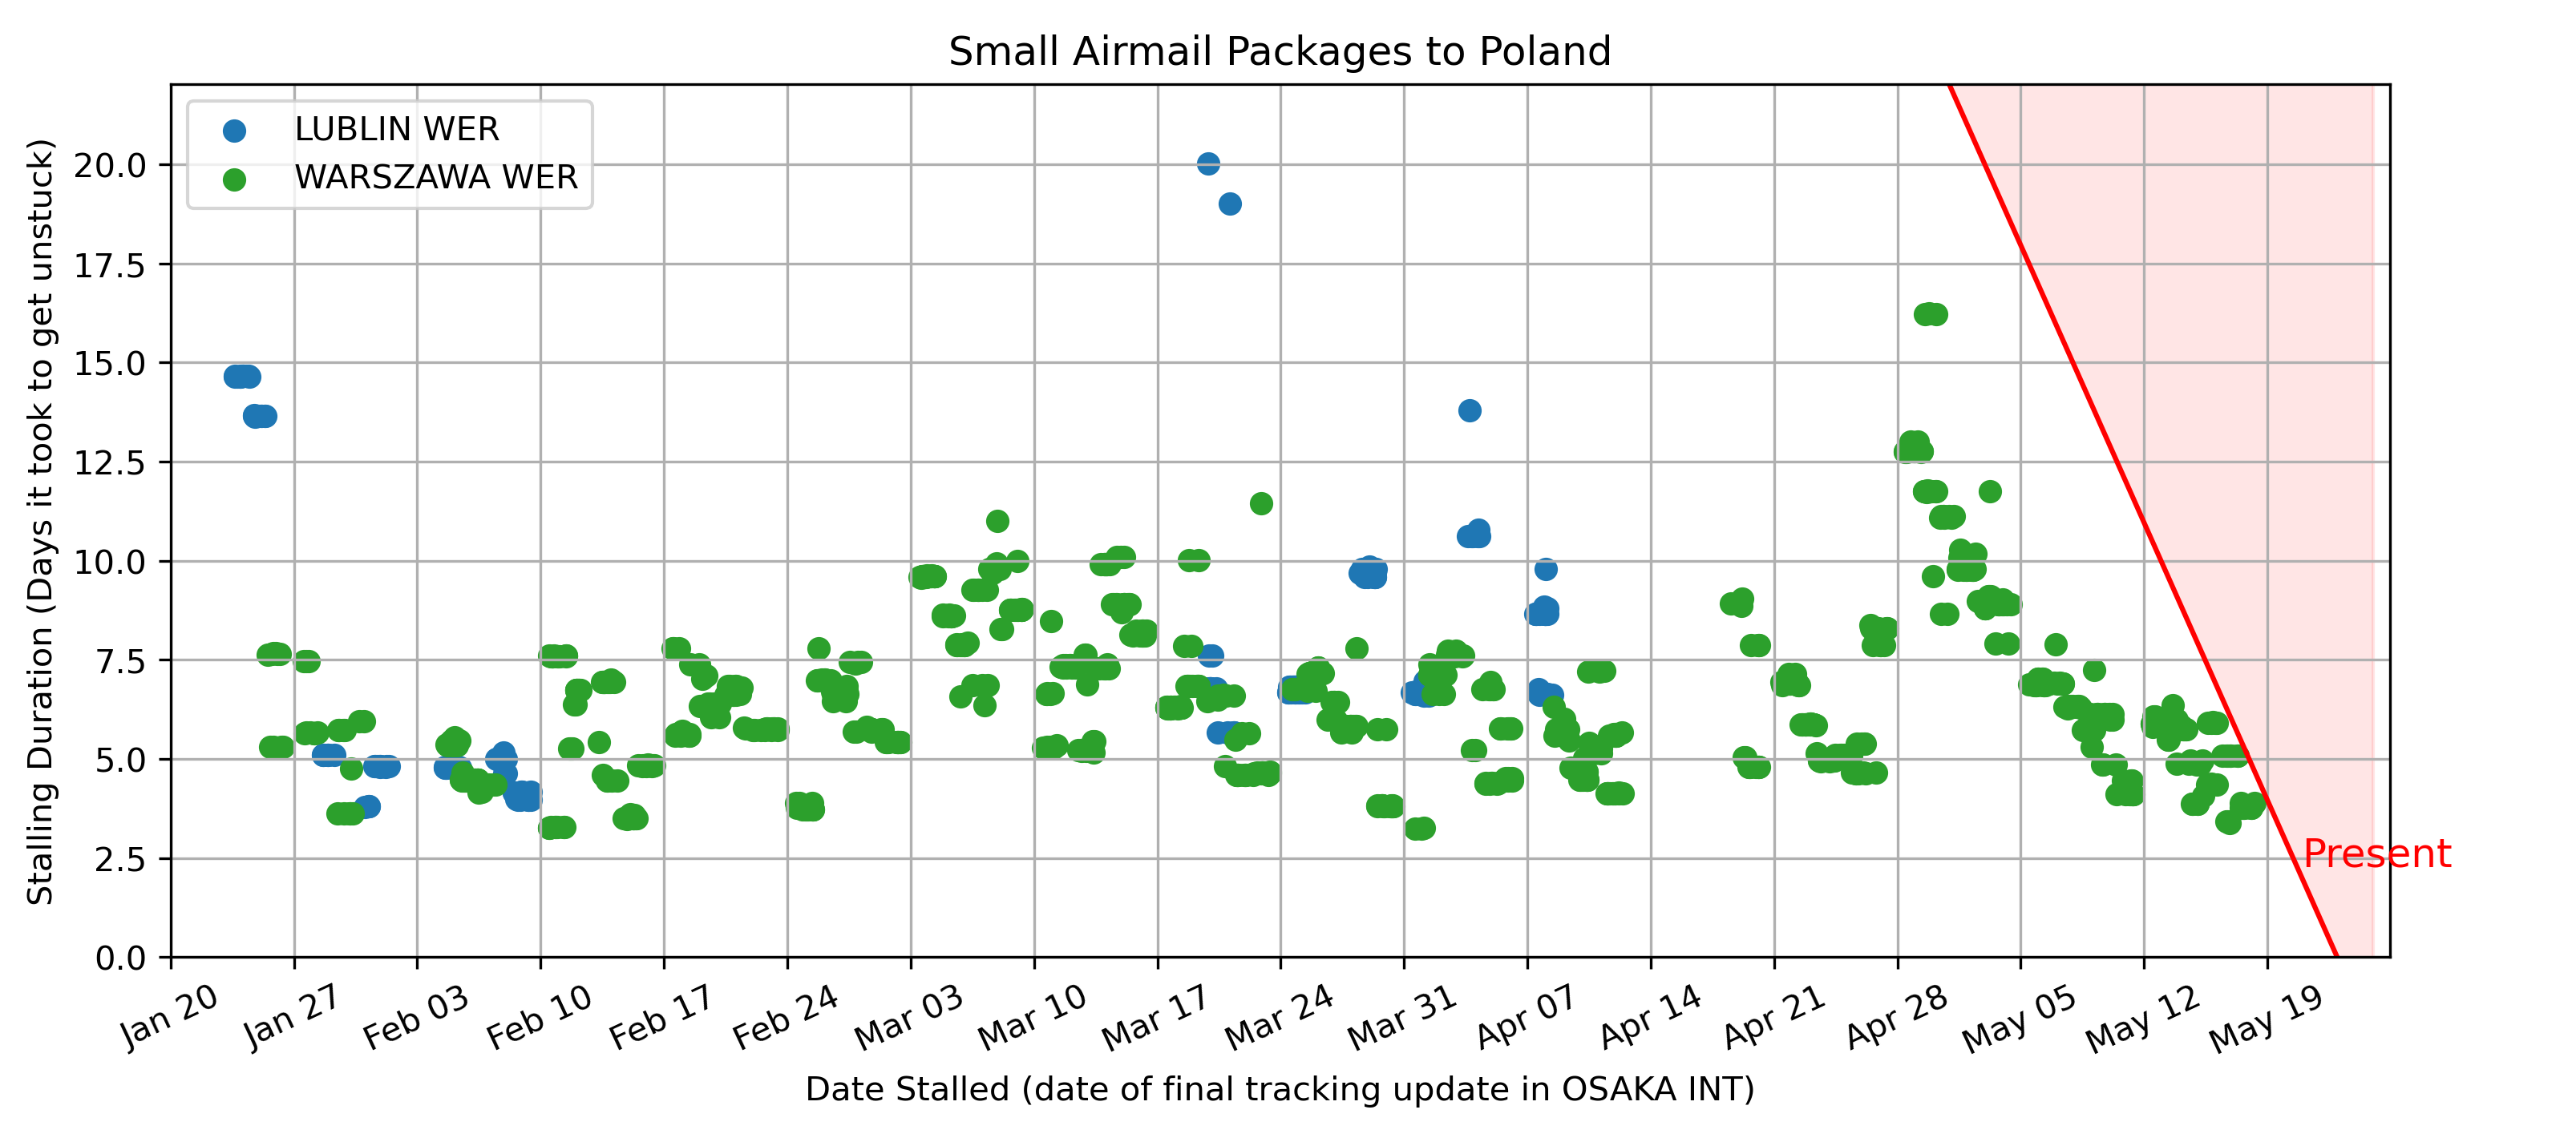 Small Airmail Packages to Poland
LUBLIN WER
WARSZAWA WER
Stalling Duration (Days it took to get unstuck)
20.0
17.5
15.0
12.5
10.0
7.5
5.0
2.5
0.0
Present
Jan 20
Jan 27
Feb 03
Feb 10
Feb 17
Feb 24
Mar 03
Mar 10
Mar 17
Mar 24
Mar 31
Apr 07
Apr 14
Apr 21
Apr 28
May 05
May 12
May 19
Date Stalled (date of final tracking update in OSAKA INT)